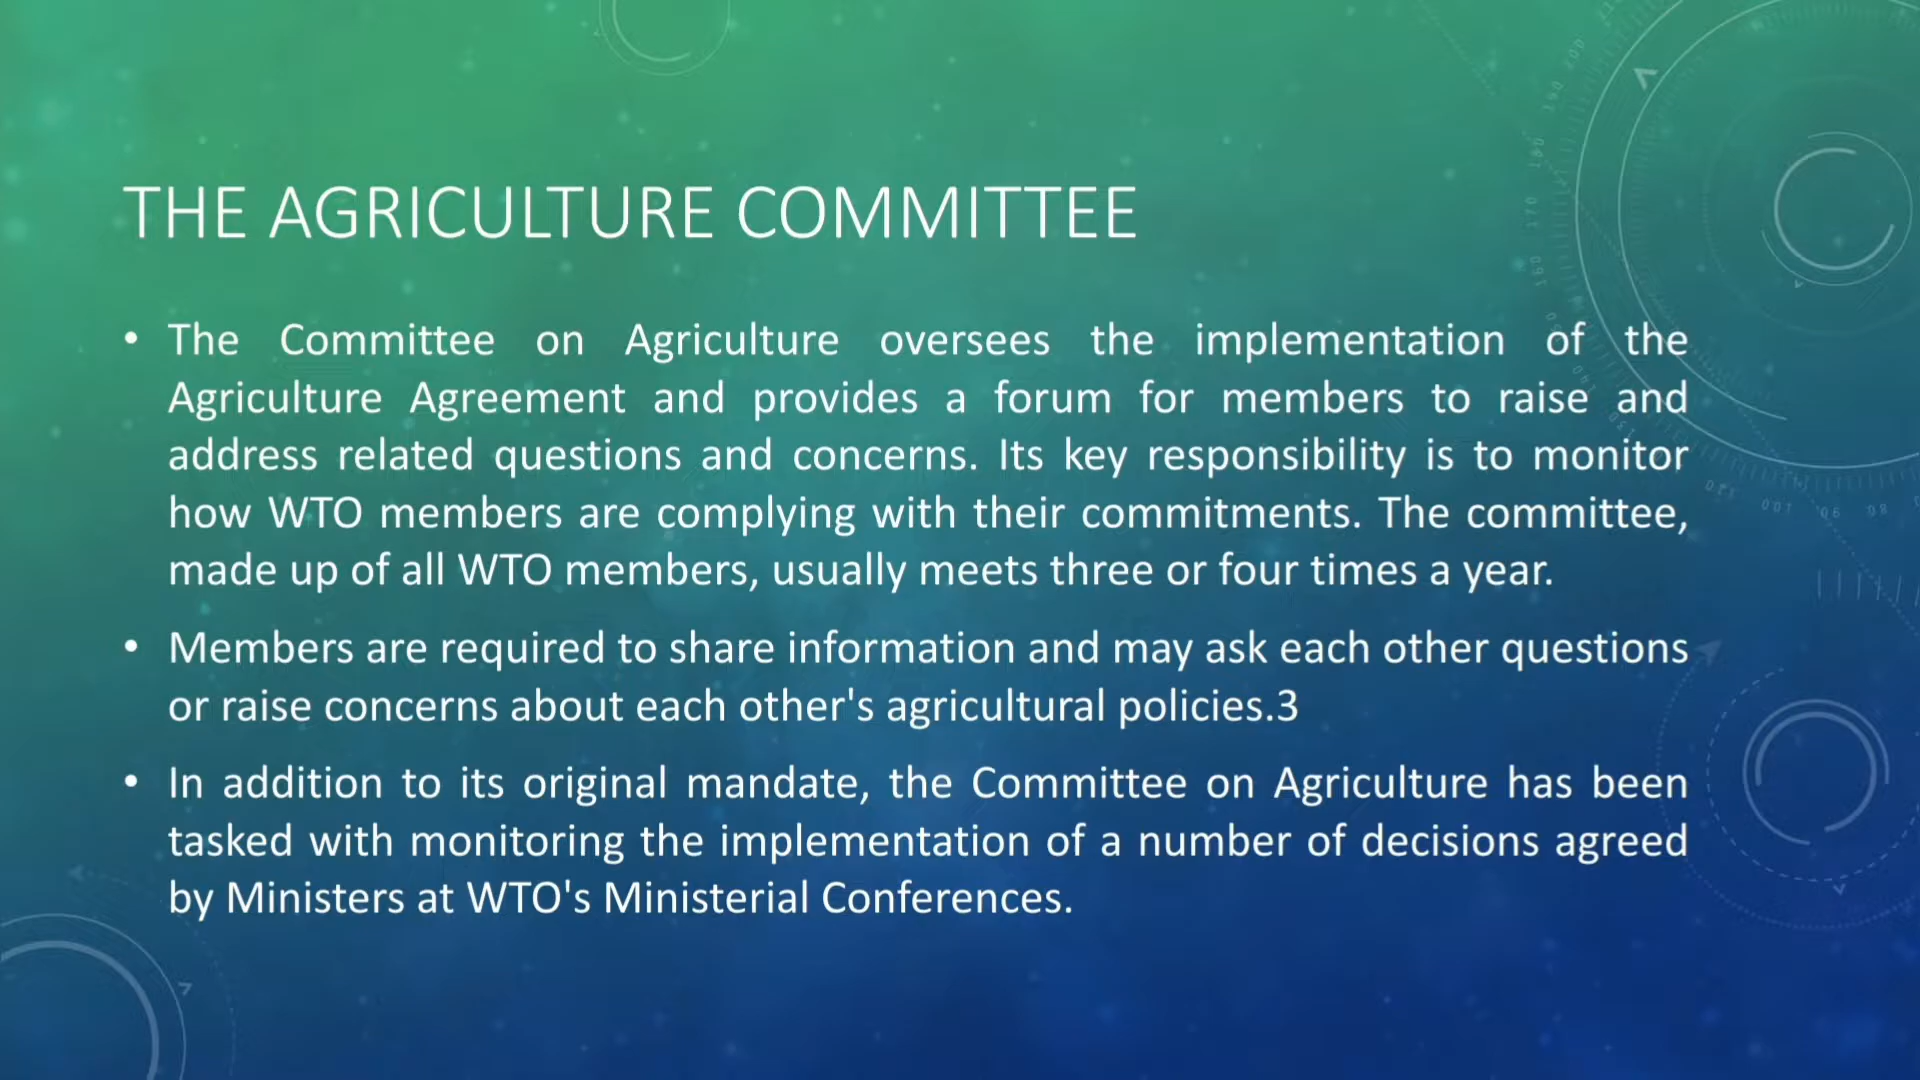 THE AGRICULTURE COMMITTEE
• The Committee on Agriculture oversees the implementation of the
Agriculture Agreement and provides a forum for members to raise and
address related questions and concerns. Its key responsibility is to monitor
how WTO members are complying with their commitments. The committee,
made up of all WTO members, usually meets three or four times a year.
• Members are required to share information and may ask each other questions
or raise concerns about each other's agricultural policies.3
• In addition to its original mandate, the Committee on Agriculture has been
tasked with monitoring the implementation of a number of decisions agreed
by Ministers at WTO's Ministerial Conferences.